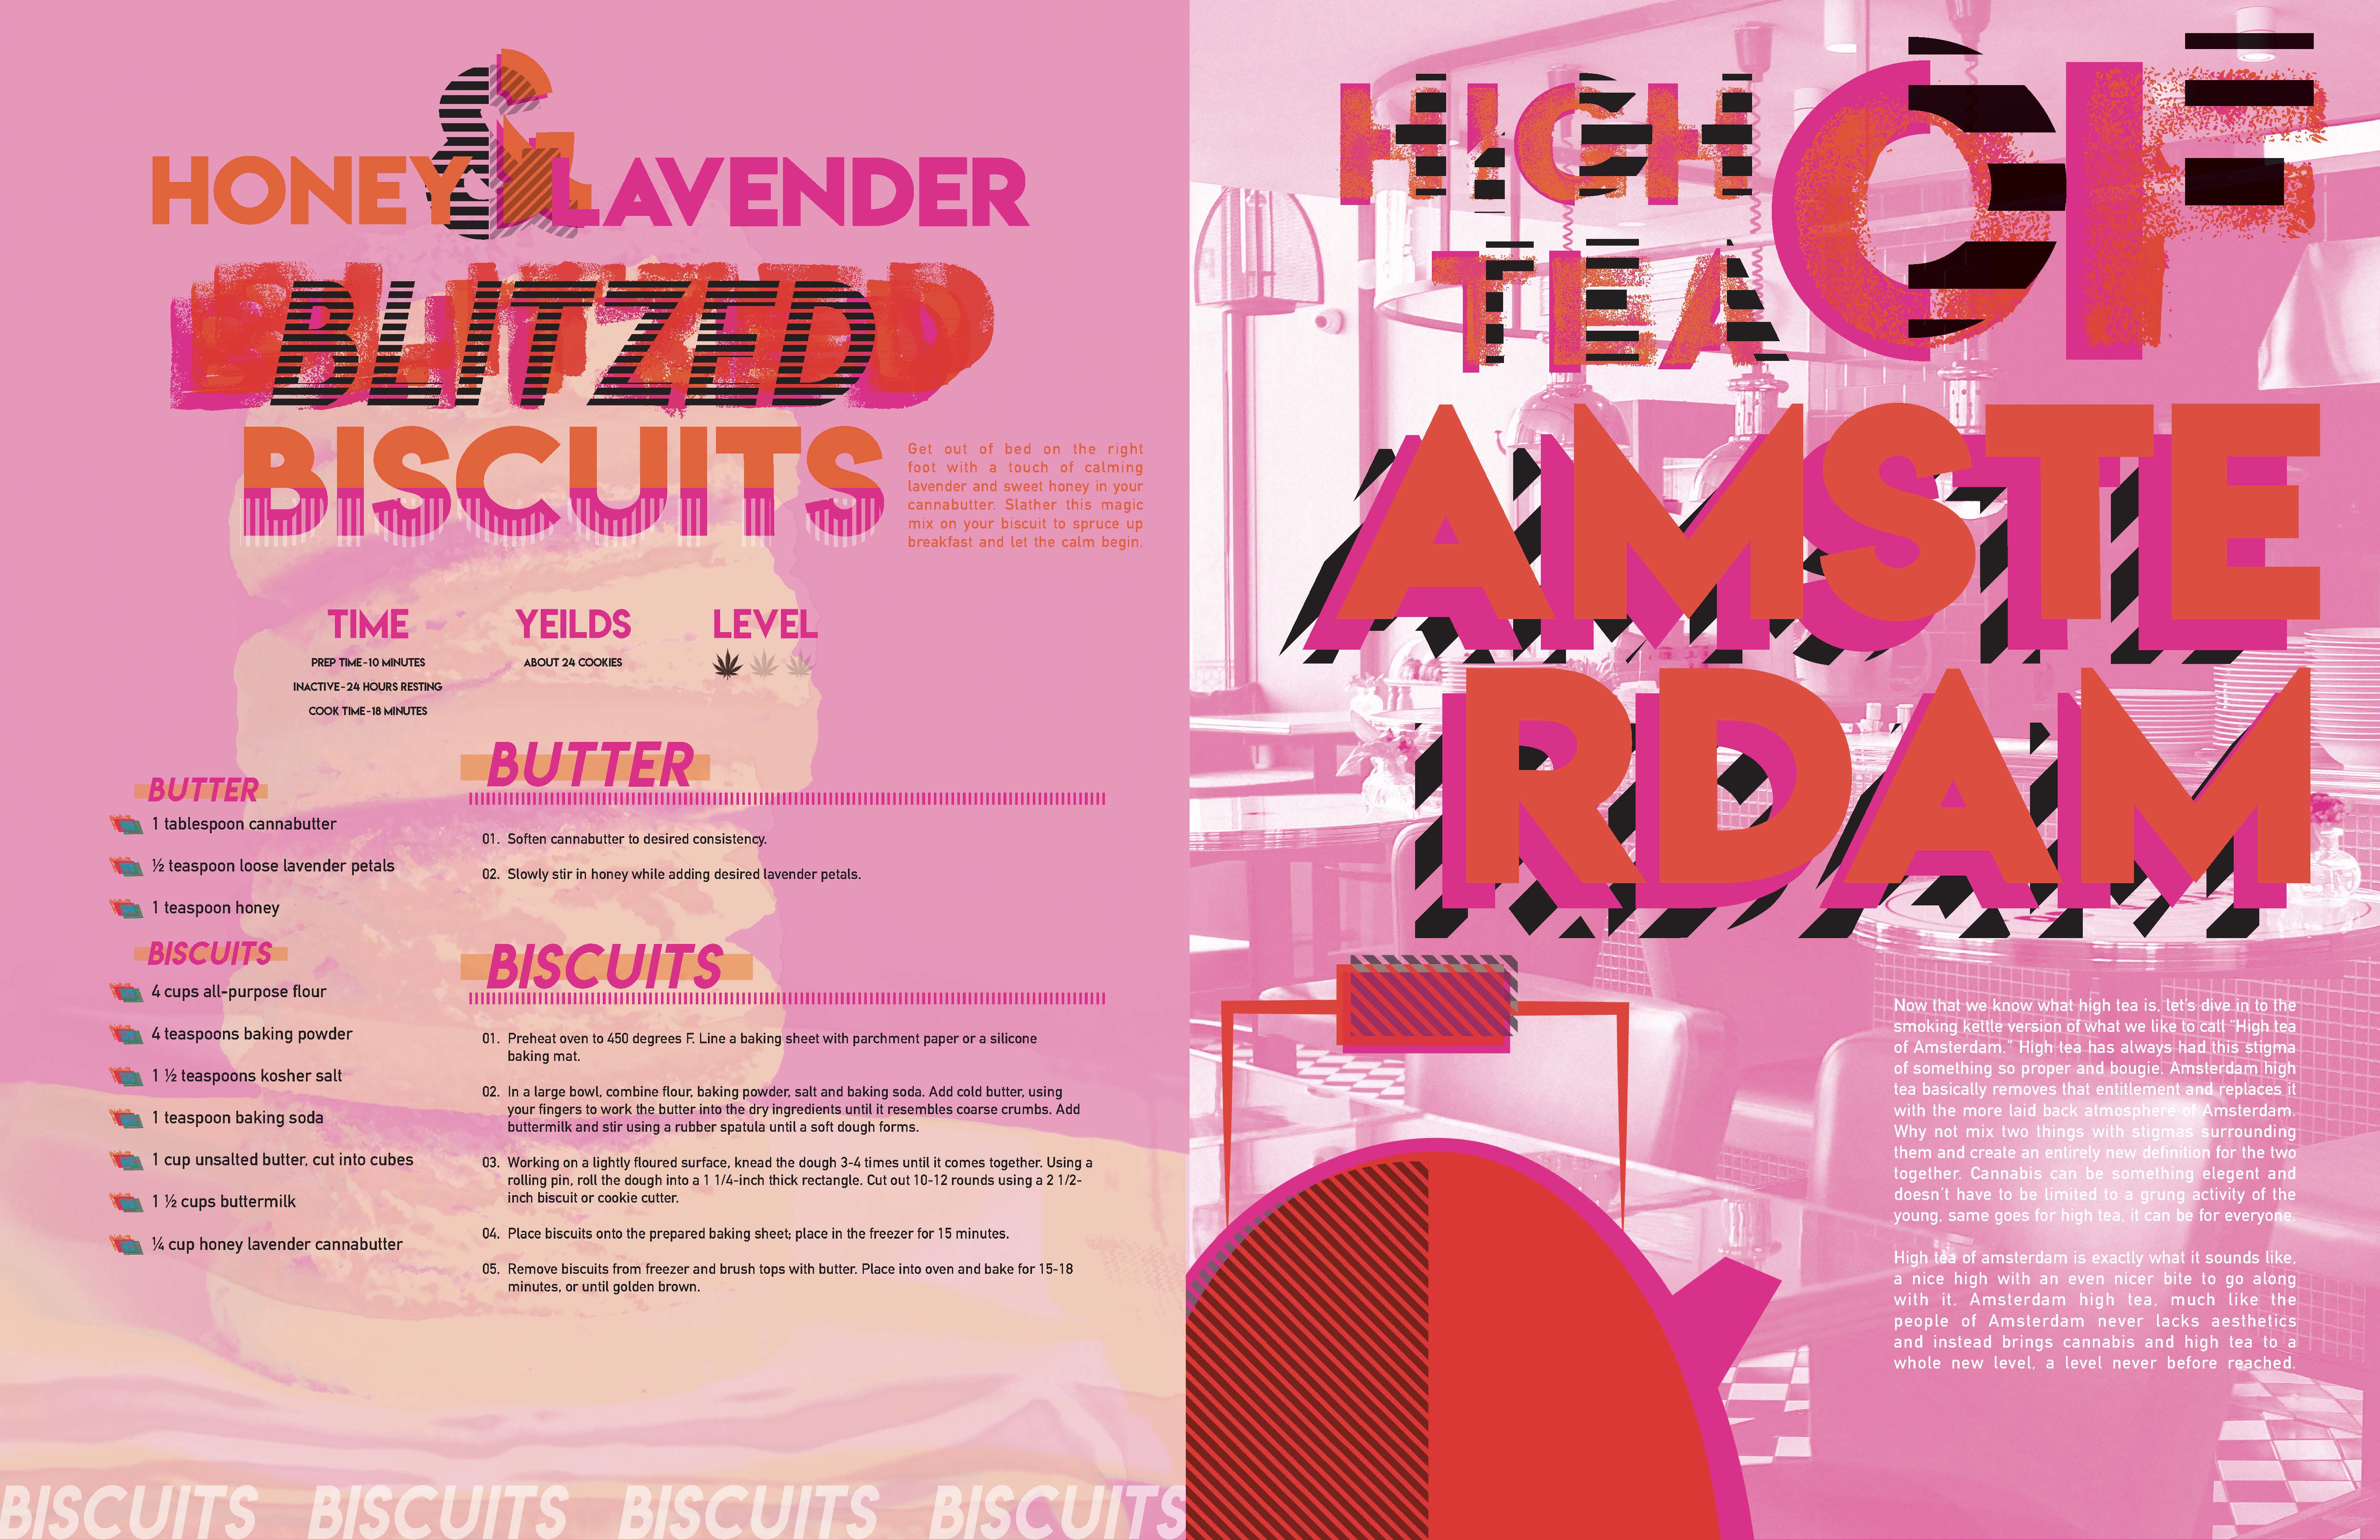 HONEY & LAVENDER
BLITZED
BISCUITS
Get out of bed on the right
foot with a touch of calming
lavender and sweet honey in your
cannabutter. Slather this magic
mix on your biscuit to spruce up
breakfast and let the calm begin.
TIME
PREP TIME-10 MINUTES
INACTIVE-24 HOURS RESTING
COOK TIME-18 MINUTES
YEILDS
ABOUT 24 COOKIES
LEVEL
BUTTER
1 tablespoon cannabutter
½ teaspoon loose lavender petals
1 teaspoon honey
BISCUITS
4 cups all-purpose flour
4 teaspoons baking powder
1 ½ teaspoons kosher salt
1 teaspoon baking soda
1 cup unsalted butter, cut into cubes
1 ½ cups buttermilk
¼ cup honey lavender cannabutter
BUTTER
01. Soften cannabutter to desired consistency.
02. Slowly stir in honey while adding desired lavender petals.
BISCUITS
01. Preheat oven to 450 degrees F. Line a baking sheet with parchment paper or a silicone
baking mat.
02. In a large bowl, combine flour, baking powder, salt and baking soda. Add cold butter, using
your fingers to work the butter into the dry ingredients until it resembles coarse crumbs. Add
buttermilk and stir using a rubber spatula until a soft dough forms.
03. Working on a lightly floured surface, knead the dough 3-4 times until it comes together. Using a
rolling pin, roll the dough into a 1 1/4-inch thick rectangle. Cut out 10-12 rounds using a 2 1/2-
inch biscuit or cookie cutter.
04. Place biscuits onto the prepared baking sheet; place in the freezer for 15 minutes.
05. Remove biscuits from freezer and brush tops with butter. Place into oven and bake for 15-18
minutes, or until golden brown.
BISCUITS BISCUITS BISCUITS BISCUITS
HIGH
TEA
OF
AMSTE
RDAM
Now that we know what high tea is, let's dive in to the
smoking kettle version of what we like to call "High tea
of Amsterdam." High tea has always had this stigma
of something so proper and bougie. Amsterdam high
tea basically removes that entitlement and replaces it
with the more laid back atmosphere of Amsterdam.
Why not mix two things with stigmas surrounding
them and create an entirely new definition for the two
together. Cannabis can be something elegent and
doesn't have to be limited to a grung activity of the
young, same goes for high tea, it can be for everyone.
High tea of amsterdam is exactly what it sounds like,
a nice high with an even nicer bite to go along
with it. Amsterdam high tea, much like the
people of Amsterdam never lacks aesthetics
and instead brings cannabis and high tea to a
whole new level, a level never before reached.